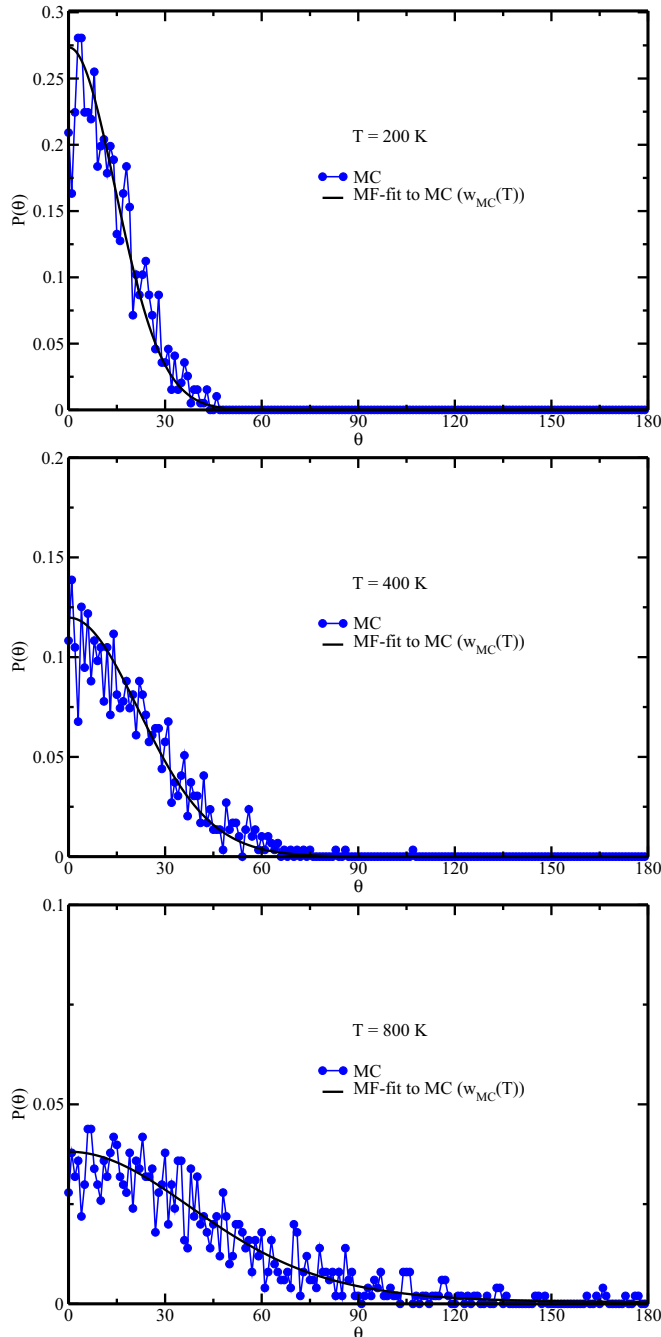 0.3
0.25
0.2
0.15
0.1
0.05
0
P(θ)
T = 200 K
MC
MF-fit to MC (w_MC(T))
0 30 60 90 120 150 180
θ
0.2
0.15
0.1
0.05
0
P(θ)
T = 400 K
MC
MF-fit to MC (w_MC(T))
0 30 60 90 120 150 180
θ
0.1
0.05
0
P(θ)
T = 800 K
MC
MF-fit to MC (w_MC(T))
0 30 60 90 120 150 180
θ